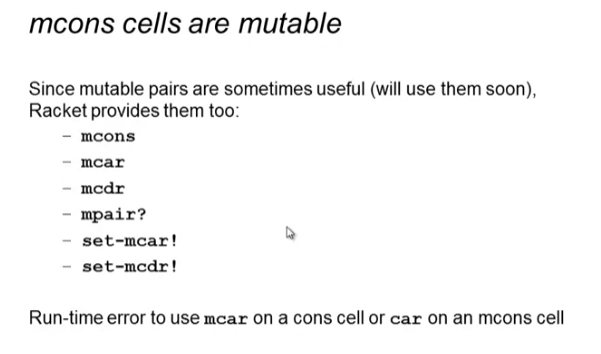 mcons cells are mutable
Since mutable pairs are sometimes useful (will use them soon),
Racket provides them too:
– mcons
– mcar
– mcdr
– mpair?
– set-mcar!
– set-mcdr!
Run-time error to use mcar on a cons cell or car on an mcons cell